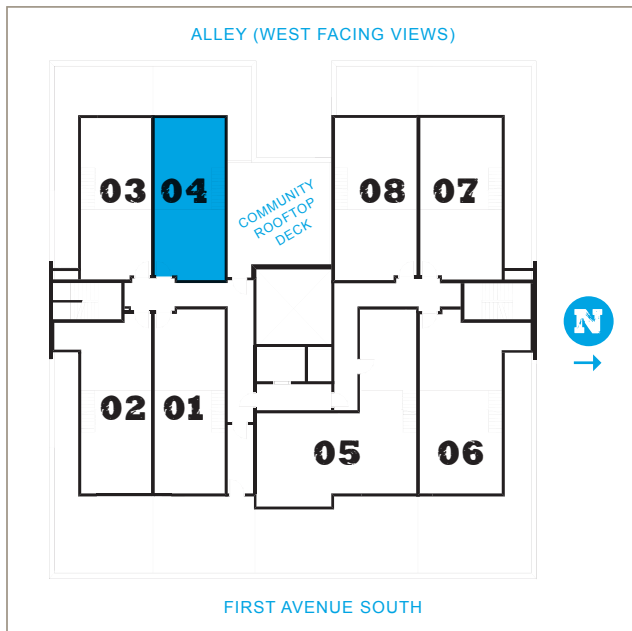 ALLEY (WEST FACING VIEWS)
03
04
08
07
COMMUNITY
ROOFTOP
DECK
N
02
01
05
06
FIRST AVENUE SOUTH